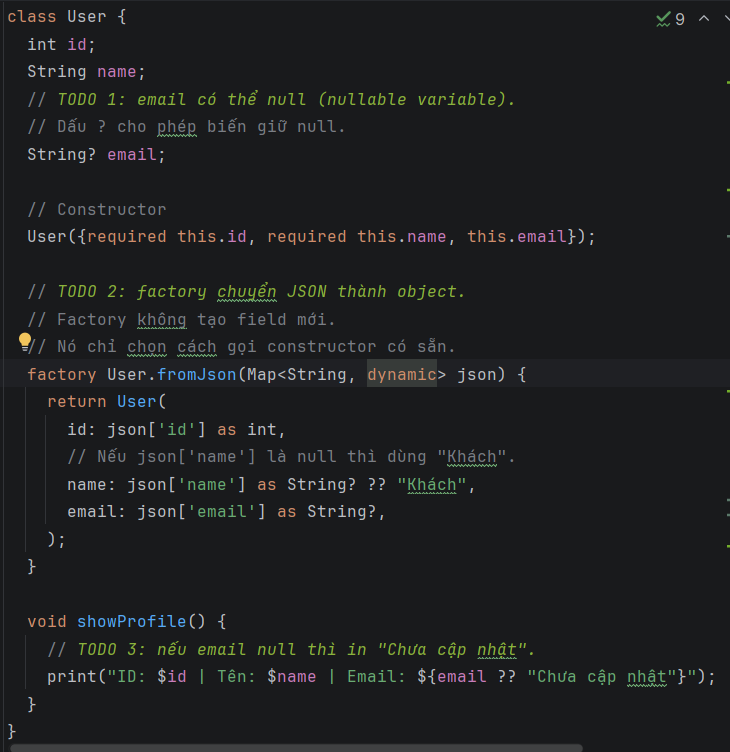 class User {
9
int id;
String name;
// TODO 1: email có thể null (nullable variable).
// Dấu ? cho phép biến giữ null.
String? email;
// Constructor
User({required this.id, required this.name, this.email});
// TODO 2: factory chuyển JSON thành object.
// Factory không tạo field mới.
// Nó chỉ chọn cách gọi constructor có sẵn.
factory User.fromJson(Map<String, dynamic> json) {
return User(
id: json['id'] as int,
// Nếu json['name'] là null thì dùng "Khách".
name: json['name'] as String? ?? "Khách",
email: json['email'] as String?,
);
}
void showProfile() {
// TODO 3: nếu email null thì in "Chưa cập nhật".
print("ID: $id | Tên: $name | Email: ${email ?? "Chưa cập nhật"}");
}
}